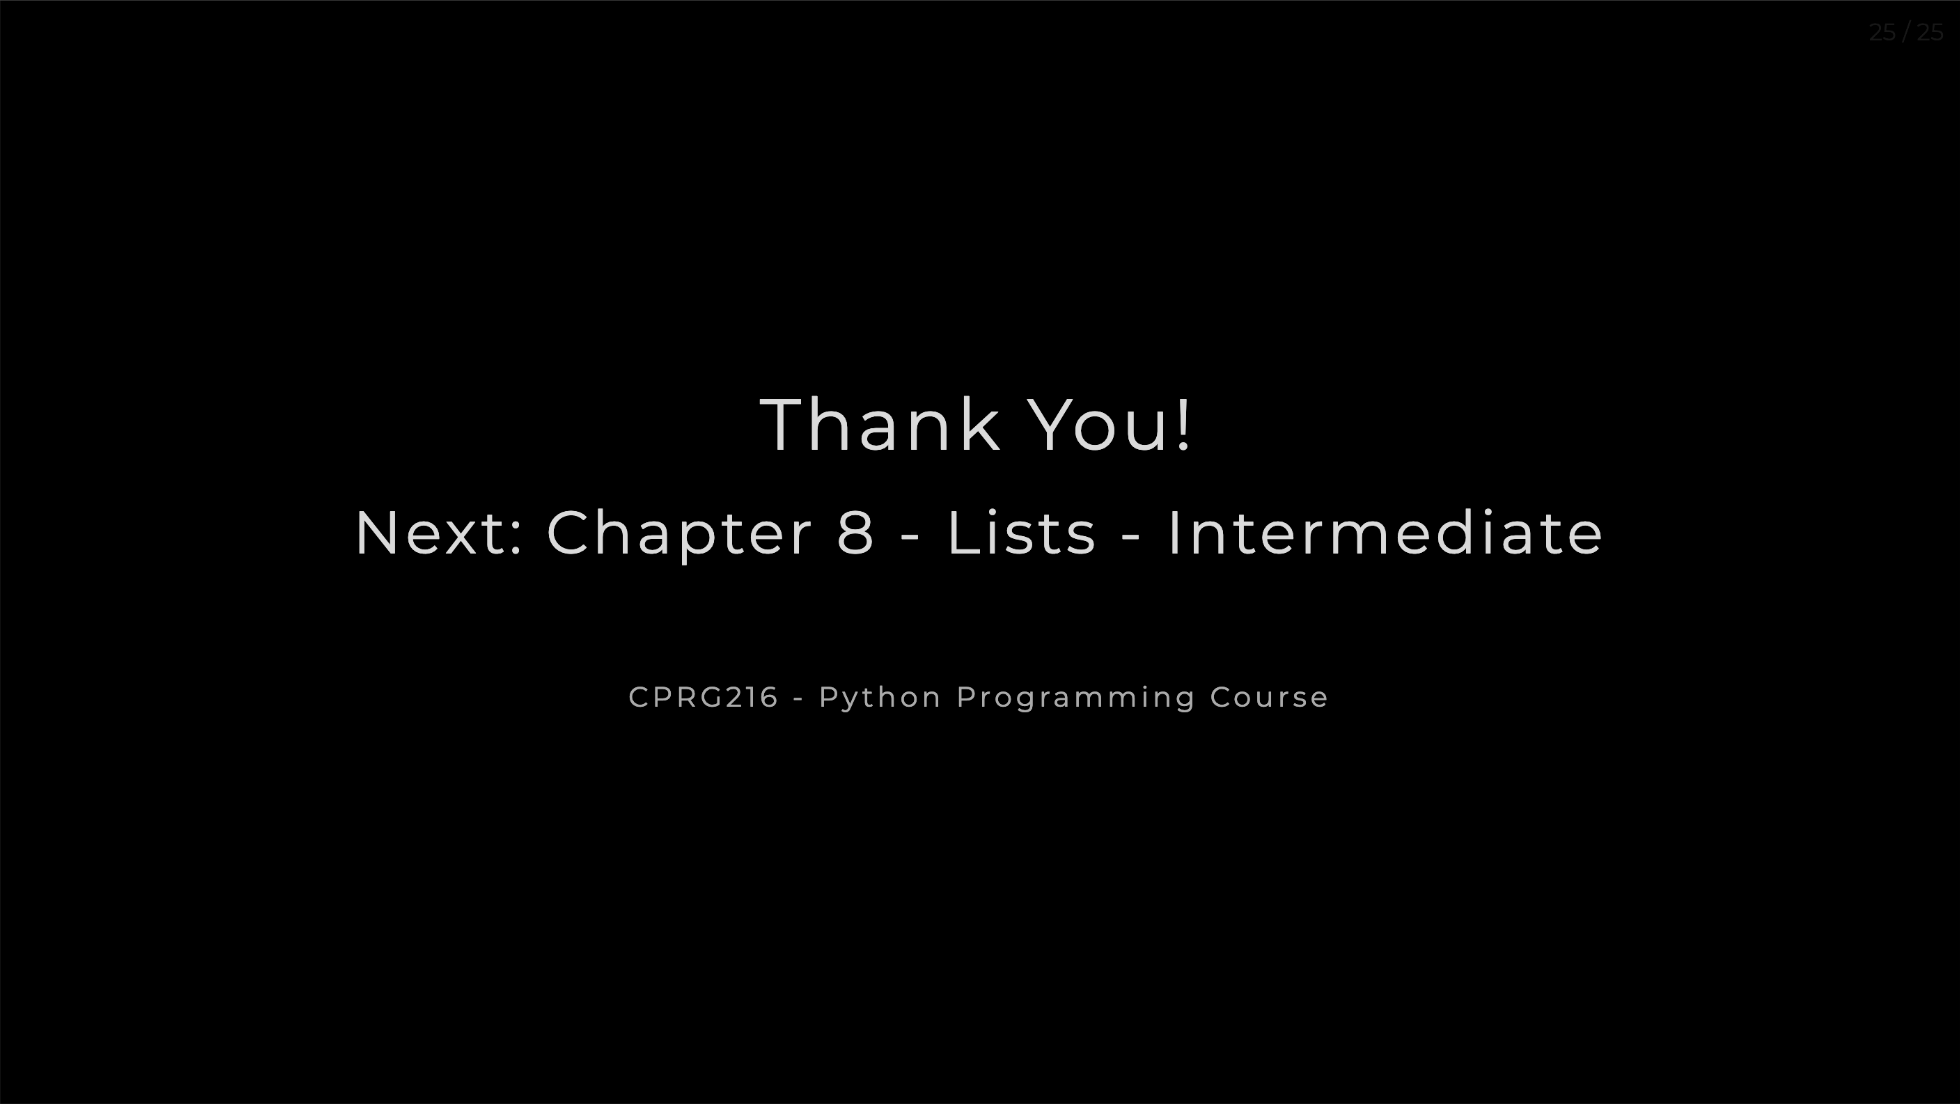 25 / 25
Thank You!
Next: Chapter 8 - Lists - Intermediate
CPRG216 - Python Programming Course